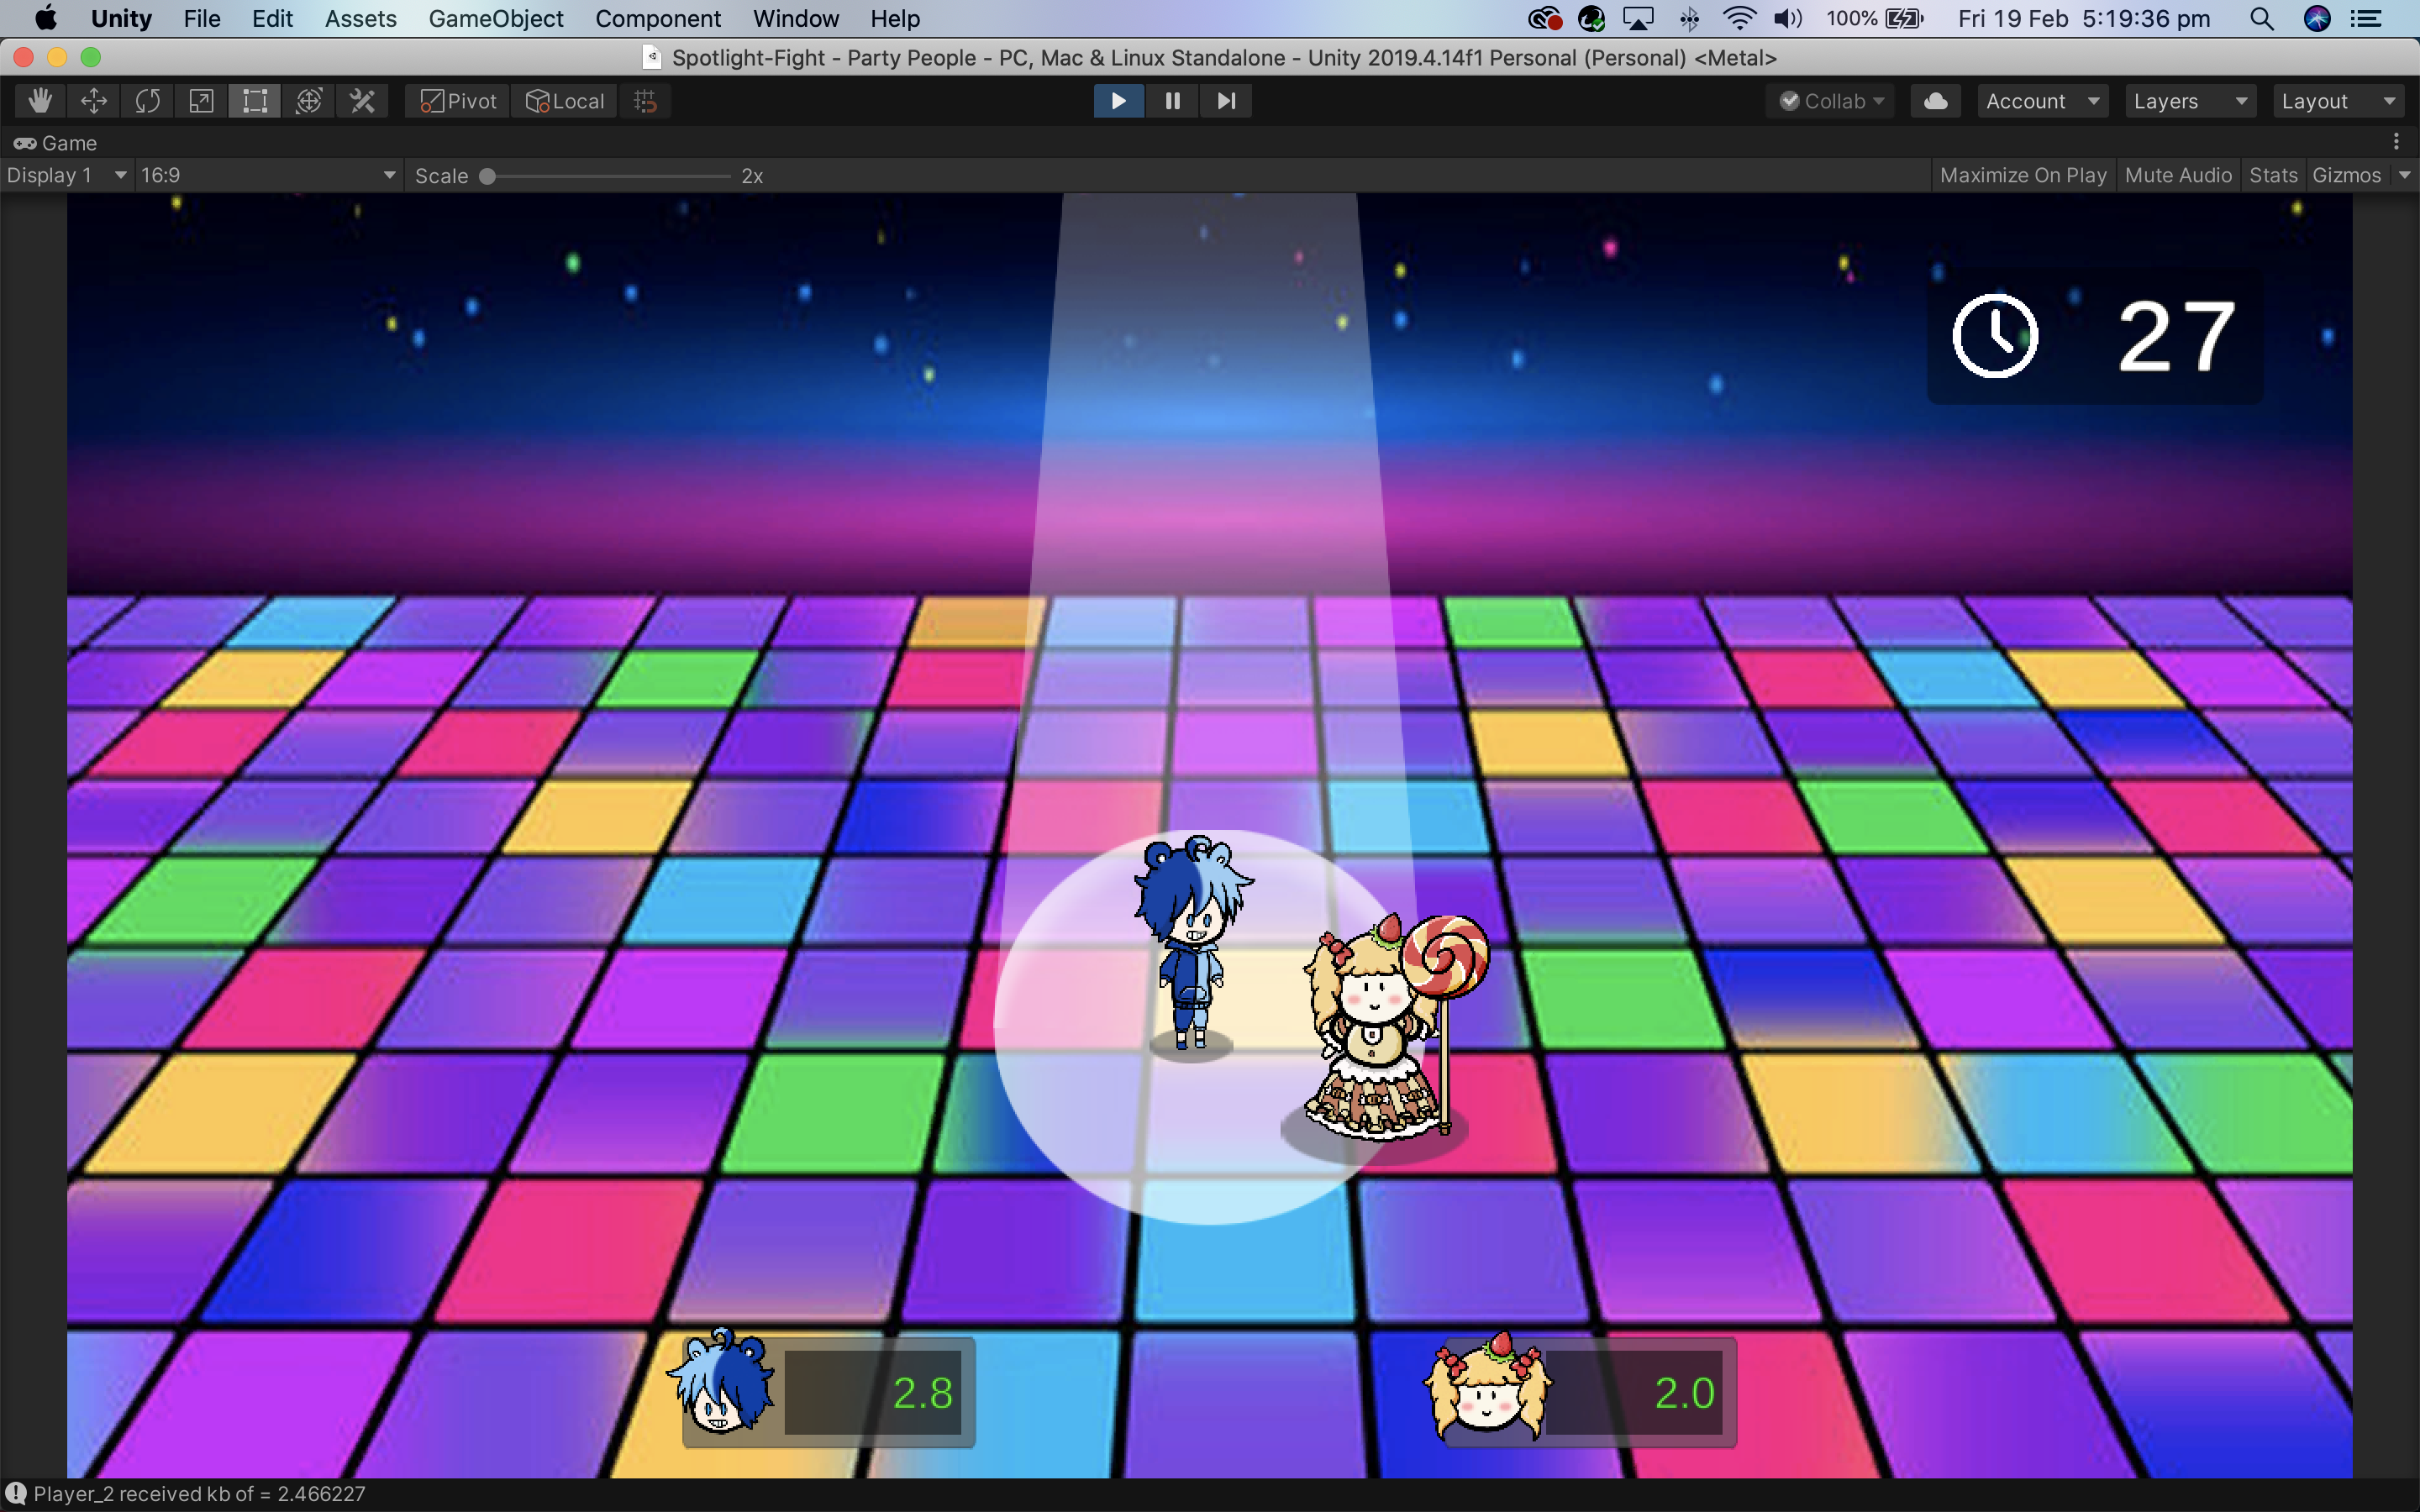 Unity File Edit Assets GameObject Component Window Help 100% Fri 19 Feb 5:19:36 pm
Spotlight-Fight - Party People - PC, Mac & Linux Standalone - Unity 2019.4.14f1 Personal (Personal) <Metal>
Pivot Local Collab Account Layers Layout
Game
Display 1 16:9 Scale 2x Maximize On Play Mute Audio Stats Gizmos
27
2.8 2.0
Player_2 received kb of = 2.466227